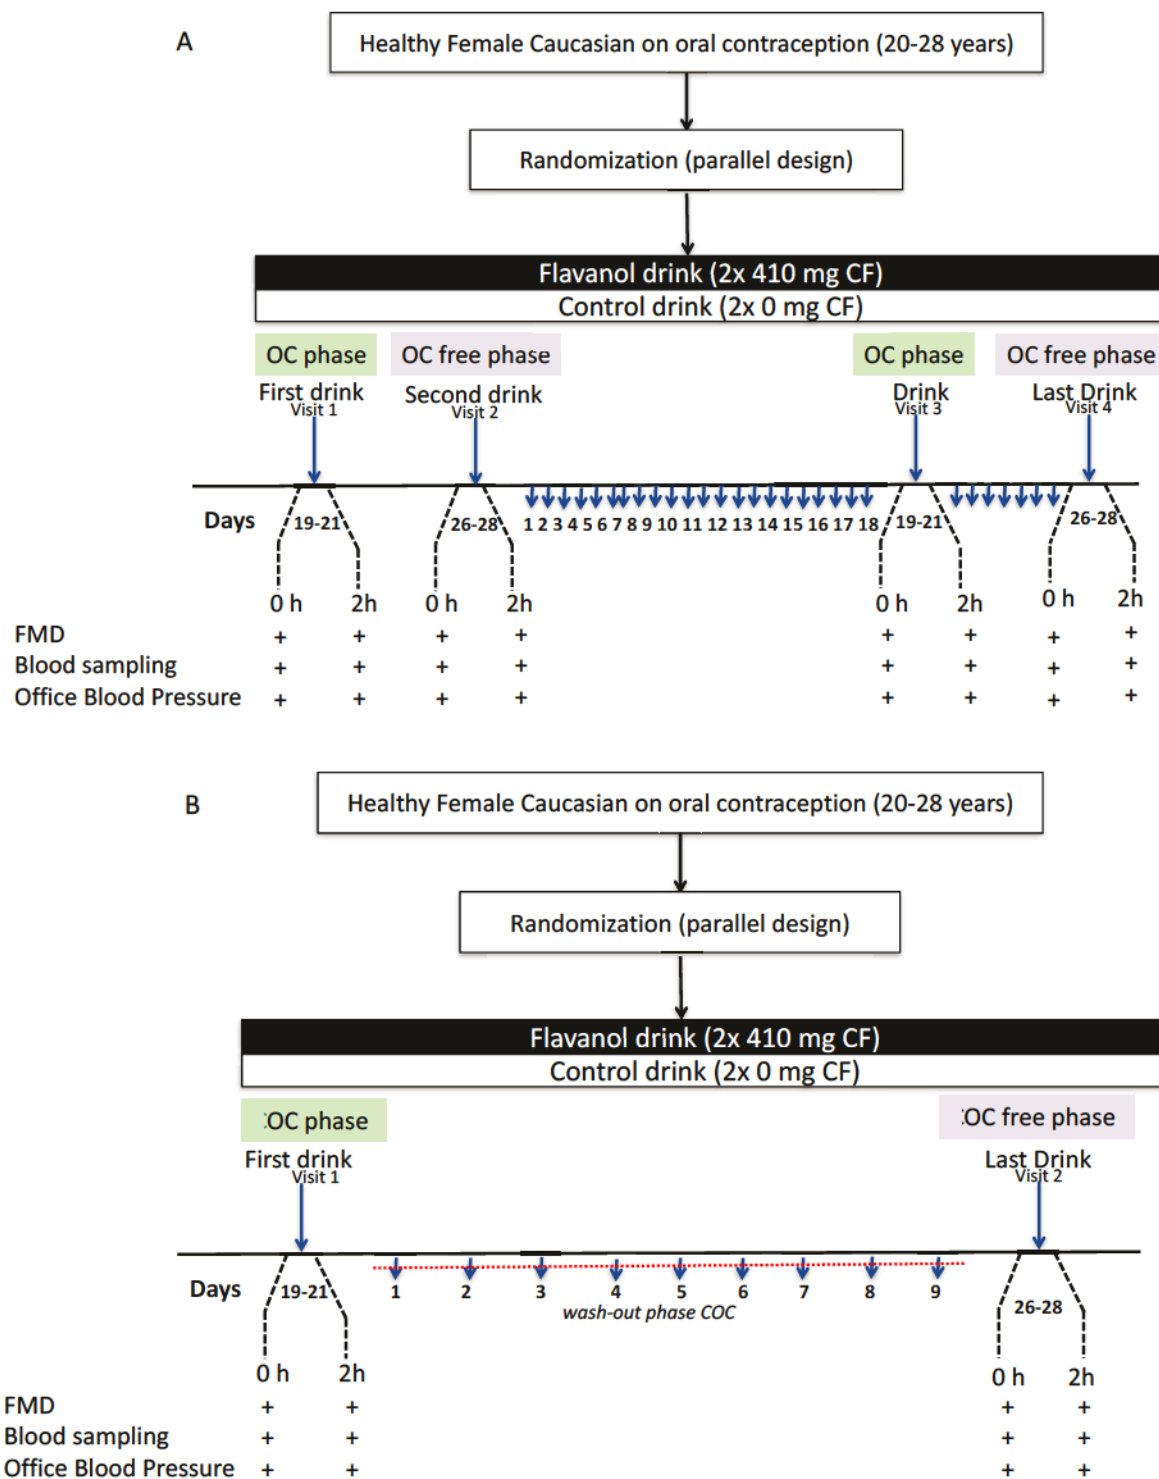 A
Healthy Female Caucasian on oral contraception (20-28 years)
Randomization (parallel design)
Flavanol drink (2x 410 mg CF)
Control drink (2x 0 mg CF)
OC phase OC free phase OC phase OC free phase
First drink Second drink Drink Last Drink
Visit 1 Visit 2 Visit 3 Visit 4
Days 19-21 26-28 1 2 3 4 5 6 7 8 9 10 11 12 13 14 15 16 17 18 19-21 26-28
0 h 2h 0 h 2h 0 h 2h 0 h 2h
FMD + + + + + + + +
Blood sampling + + + + + + + +
Office Blood Pressure + + + + + + + +
B
Healthy Female Caucasian on oral contraception (20-28 years)
Randomization (parallel design)
Flavanol drink (2x 410 mg CF)
Control drink (2x 0 mg CF)
COC phase COC free phase
First drink Last Drink
Visit 1 Visit 2
Days 19-21 1 2 3 4 5 6 7 8 9 26-28
wash-out phase COC
0 h 2h 0 h 2h
FMD + + + +
Blood sampling + + + +
Office Blood Pressure + + + +